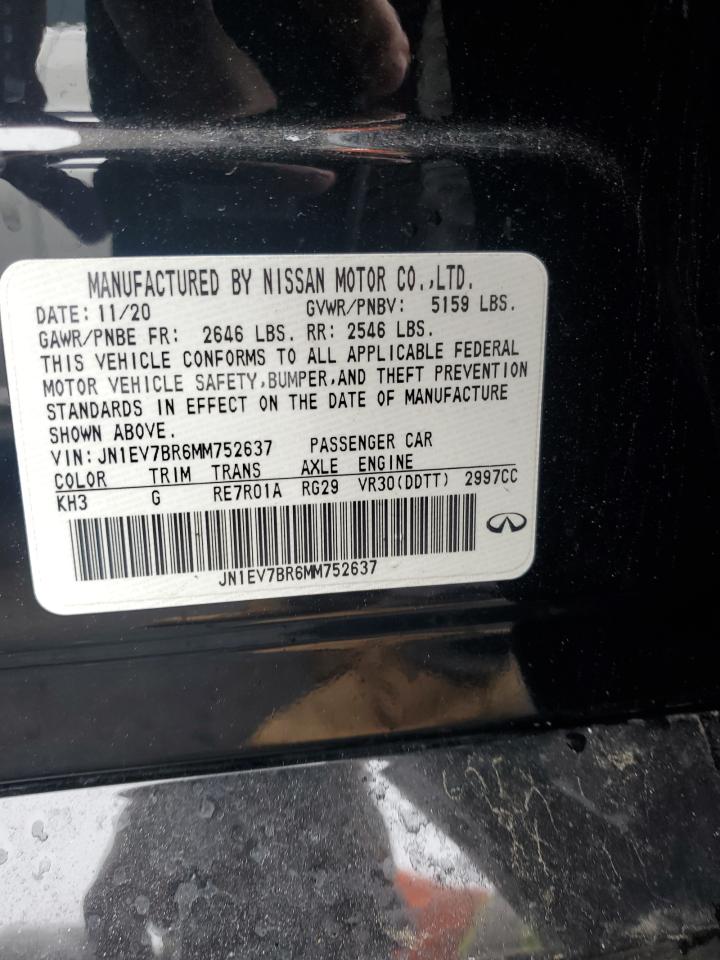 MANUFACTURED BY NISSAN MOTOR CO.,LTD.
DATE: 11/20 GVWR/PNBV: 5159 LBS.
GAWR/PNBE FR: 2646 LBS. RR: 2546 LBS.
THIS VEHICLE CONFORMS TO ALL APPLICABLE FEDERAL
MOTOR VEHICLE SAFETY,BUMPER,AND THEFT PREVENTION
STANDARDS IN EFFECT ON THE DATE OF MANUFACTURE
SHOWN ABOVE.
VIN: JN1EV7BR6MM752637 PASSENGER CAR
COLOR TRIM TRANS AXLE ENGINE
KH3 G RE7R01A RG29 VR30(DDTT) 2997CC
JN1EV7BR6MM752637